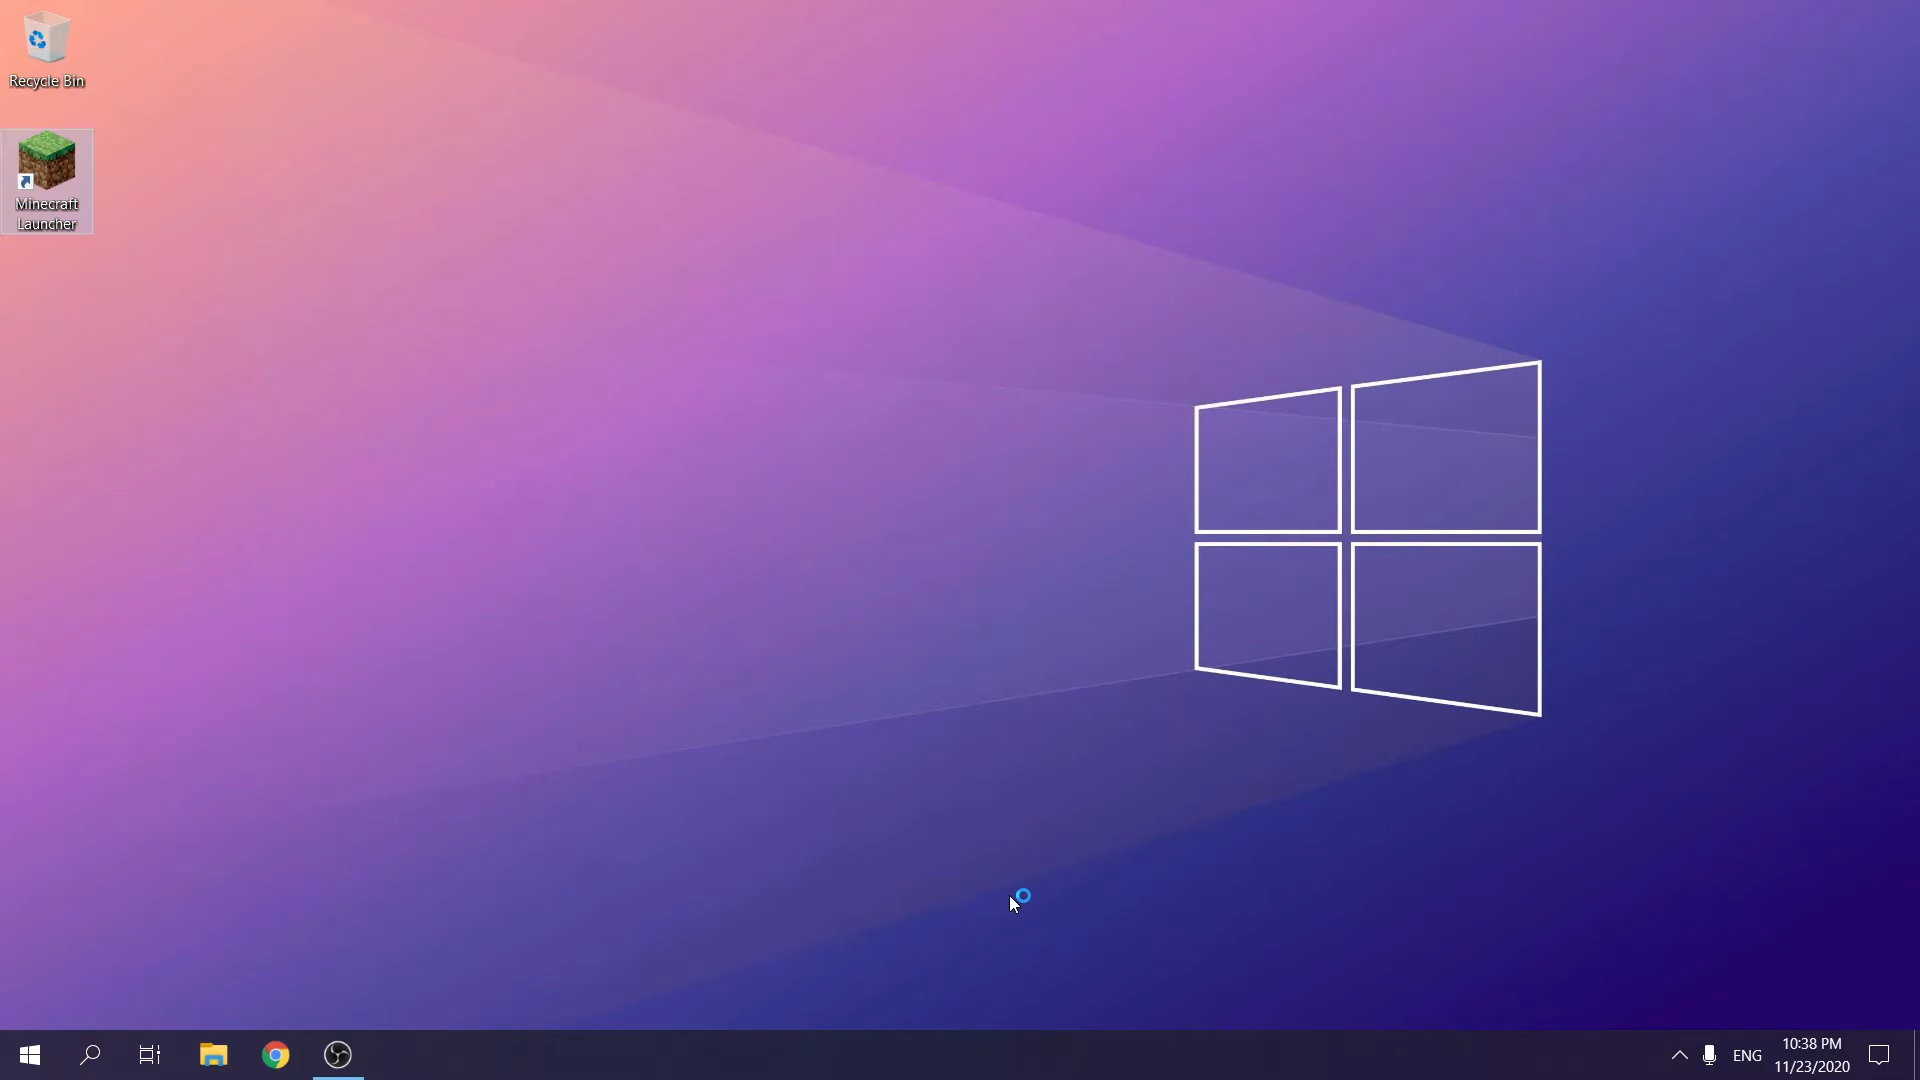 Recycle Bin
Minecraft
Launcher
ENG
10:38 PM
11/23/2020